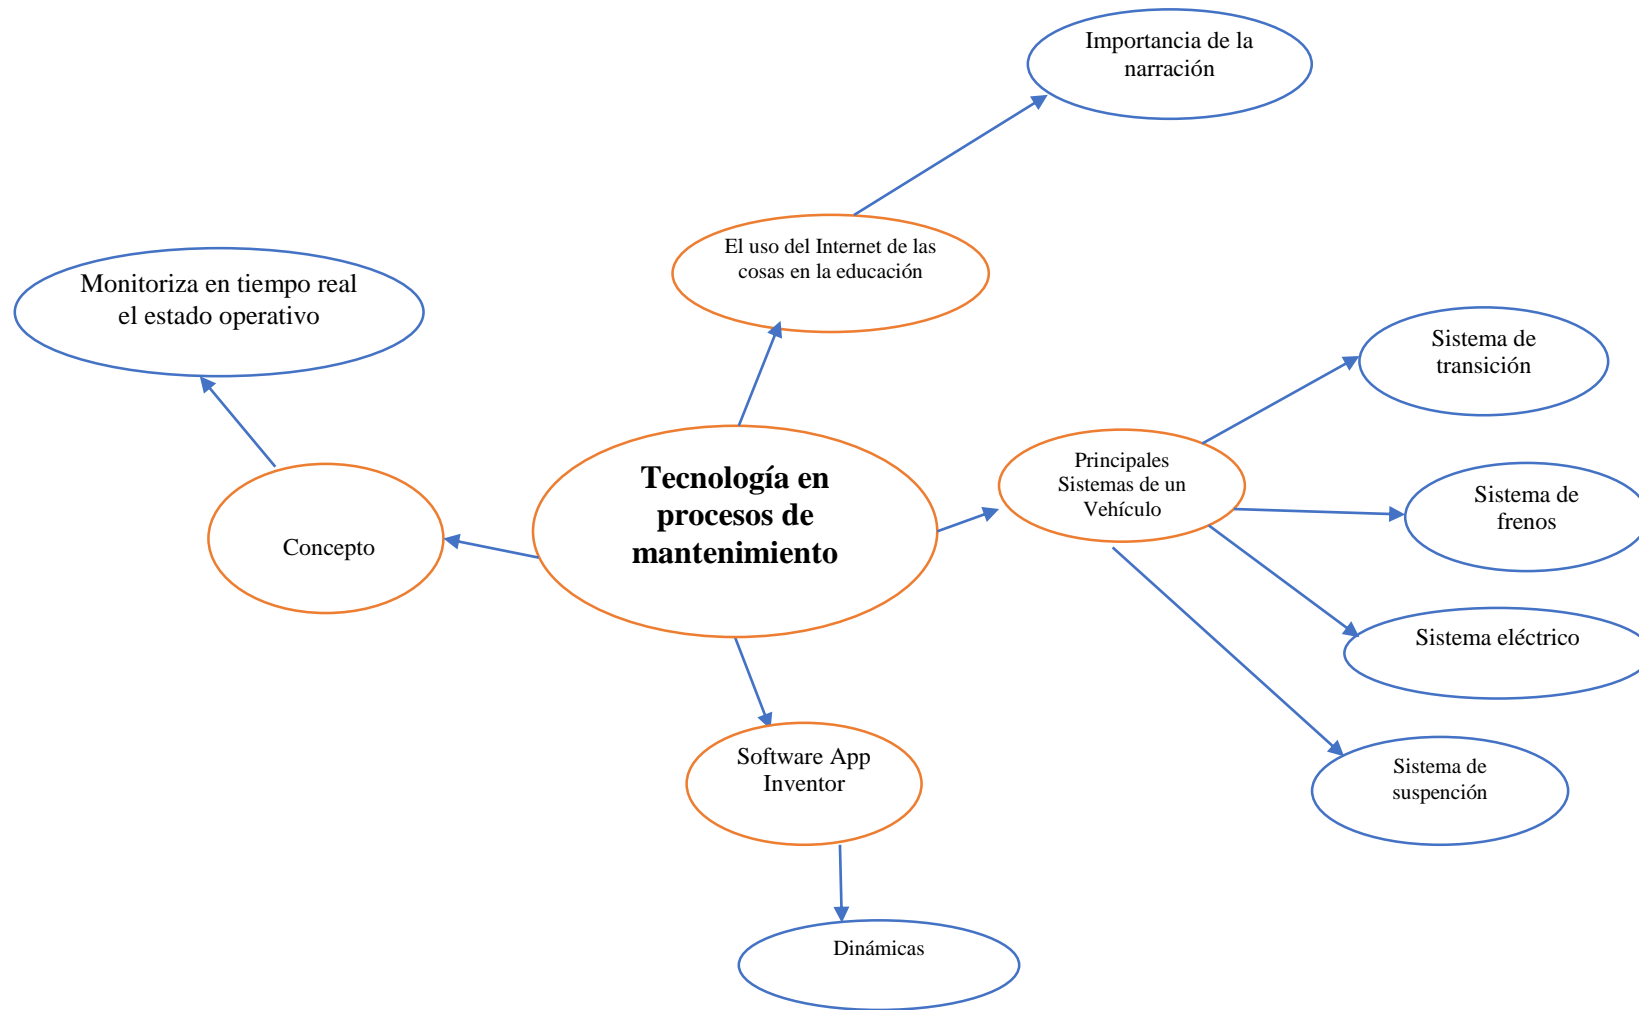 Importancia de la
narración
El uso del Internet de las
cosas en la educación
Monitoriza en tiempo real
el estado operativo
Sistema de
transición
Tecnología en
procesos de
mantenimiento
Principales
Sistemas de un
Vehículo
Sistema de
frenos
Concepto
Sistema eléctrico
Software App
Inventor
Sistema de
suspención
Dinámicas